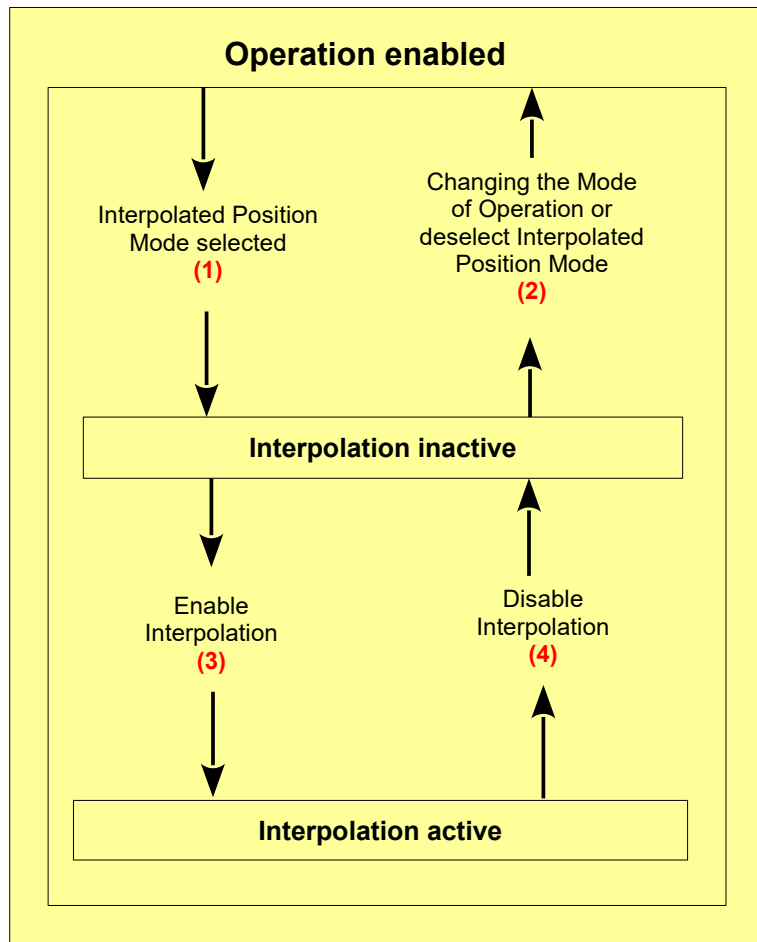 Operation enabled
Interpolated Position
Mode selected
(1)
Changing the Mode
of Operation or
deselect Interpolated
Position Mode
(2)
Interpolation inactive
Enable
Interpolation
(3)
Disable
Interpolation
(4)
Interpolation active